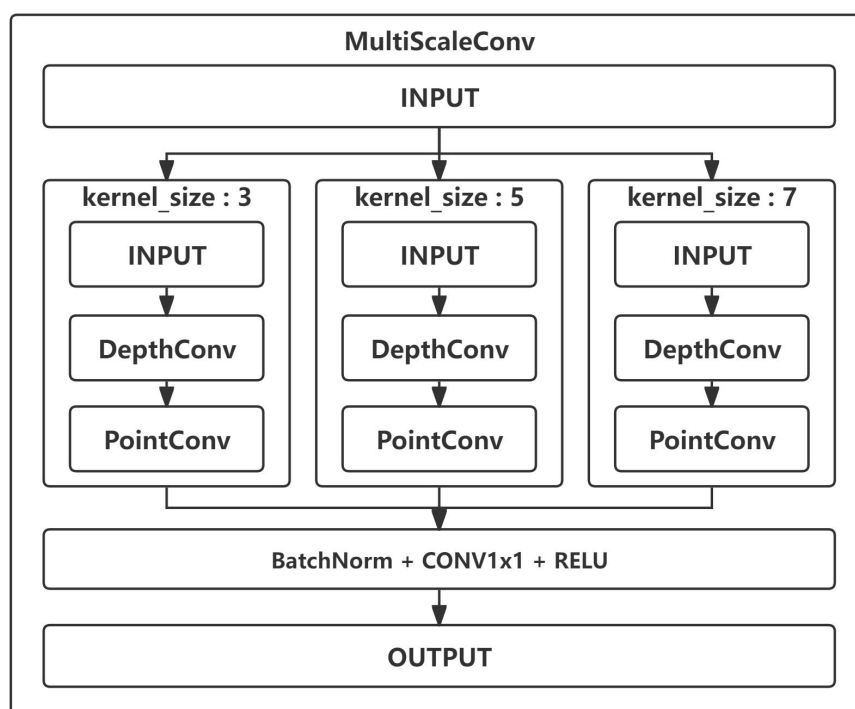 MultiScaleConv
INPUT
kernel_size : 3
INPUT
DepthConv
PointConv
kernel_size : 5
INPUT
DepthConv
PointConv
kernel_size : 7
INPUT
DepthConv
PointConv
BatchNorm + CONV1x1 + RELU
OUTPUT